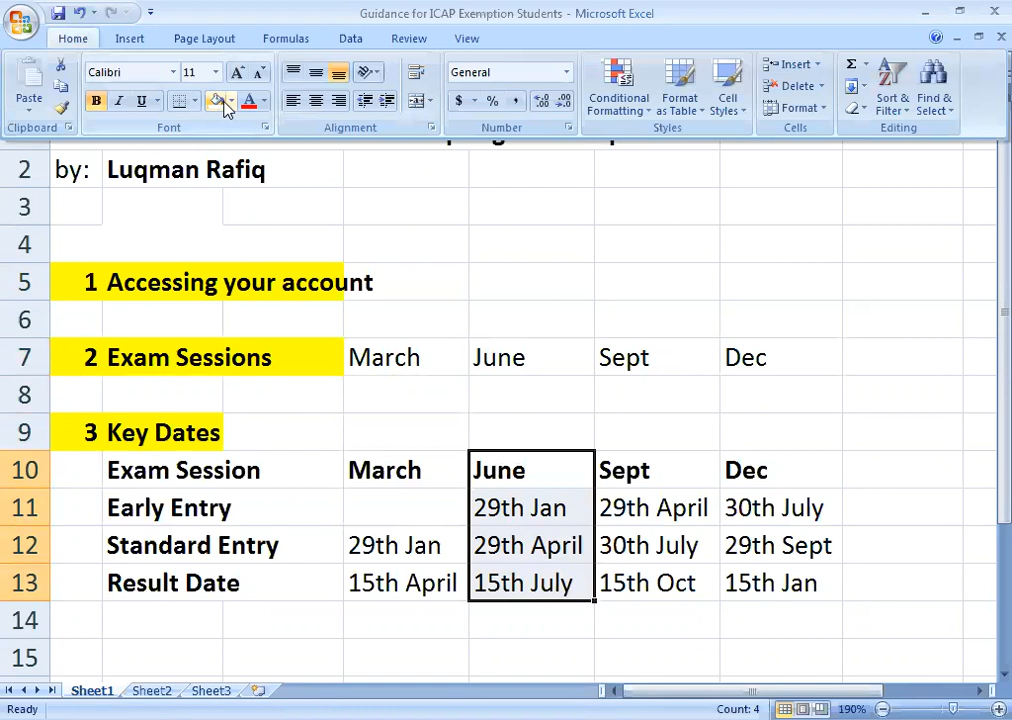 Guidance for ICAP Exemption Students - Microsoft Excel
Home Insert Page Layout Formulas Data Review View
Paste
Calibri 11
B I U A
General
$ % ,
Conditional Formatting
Format as Table
Cell Styles
Insert
Delete
Format
Σ
Sort & Filter
Find & Select
Clipboard Font Alignment Number Styles Cells Editing
2 by: Luqman Rafiq
3
4
5 1 Accessing your account
6
7 2 Exam Sessions March June Sept Dec
8
9 3 Key Dates
10 Exam Session March June Sept Dec
11 Early Entry 29th Jan 29th April 30th July
12 Standard Entry 29th Jan 29th April 30th July 29th Sept
13 Result Date 15th April 15th July 15th Oct 15th Jan
14
15
Sheet1 Sheet2 Sheet3
Ready Count: 4 190%